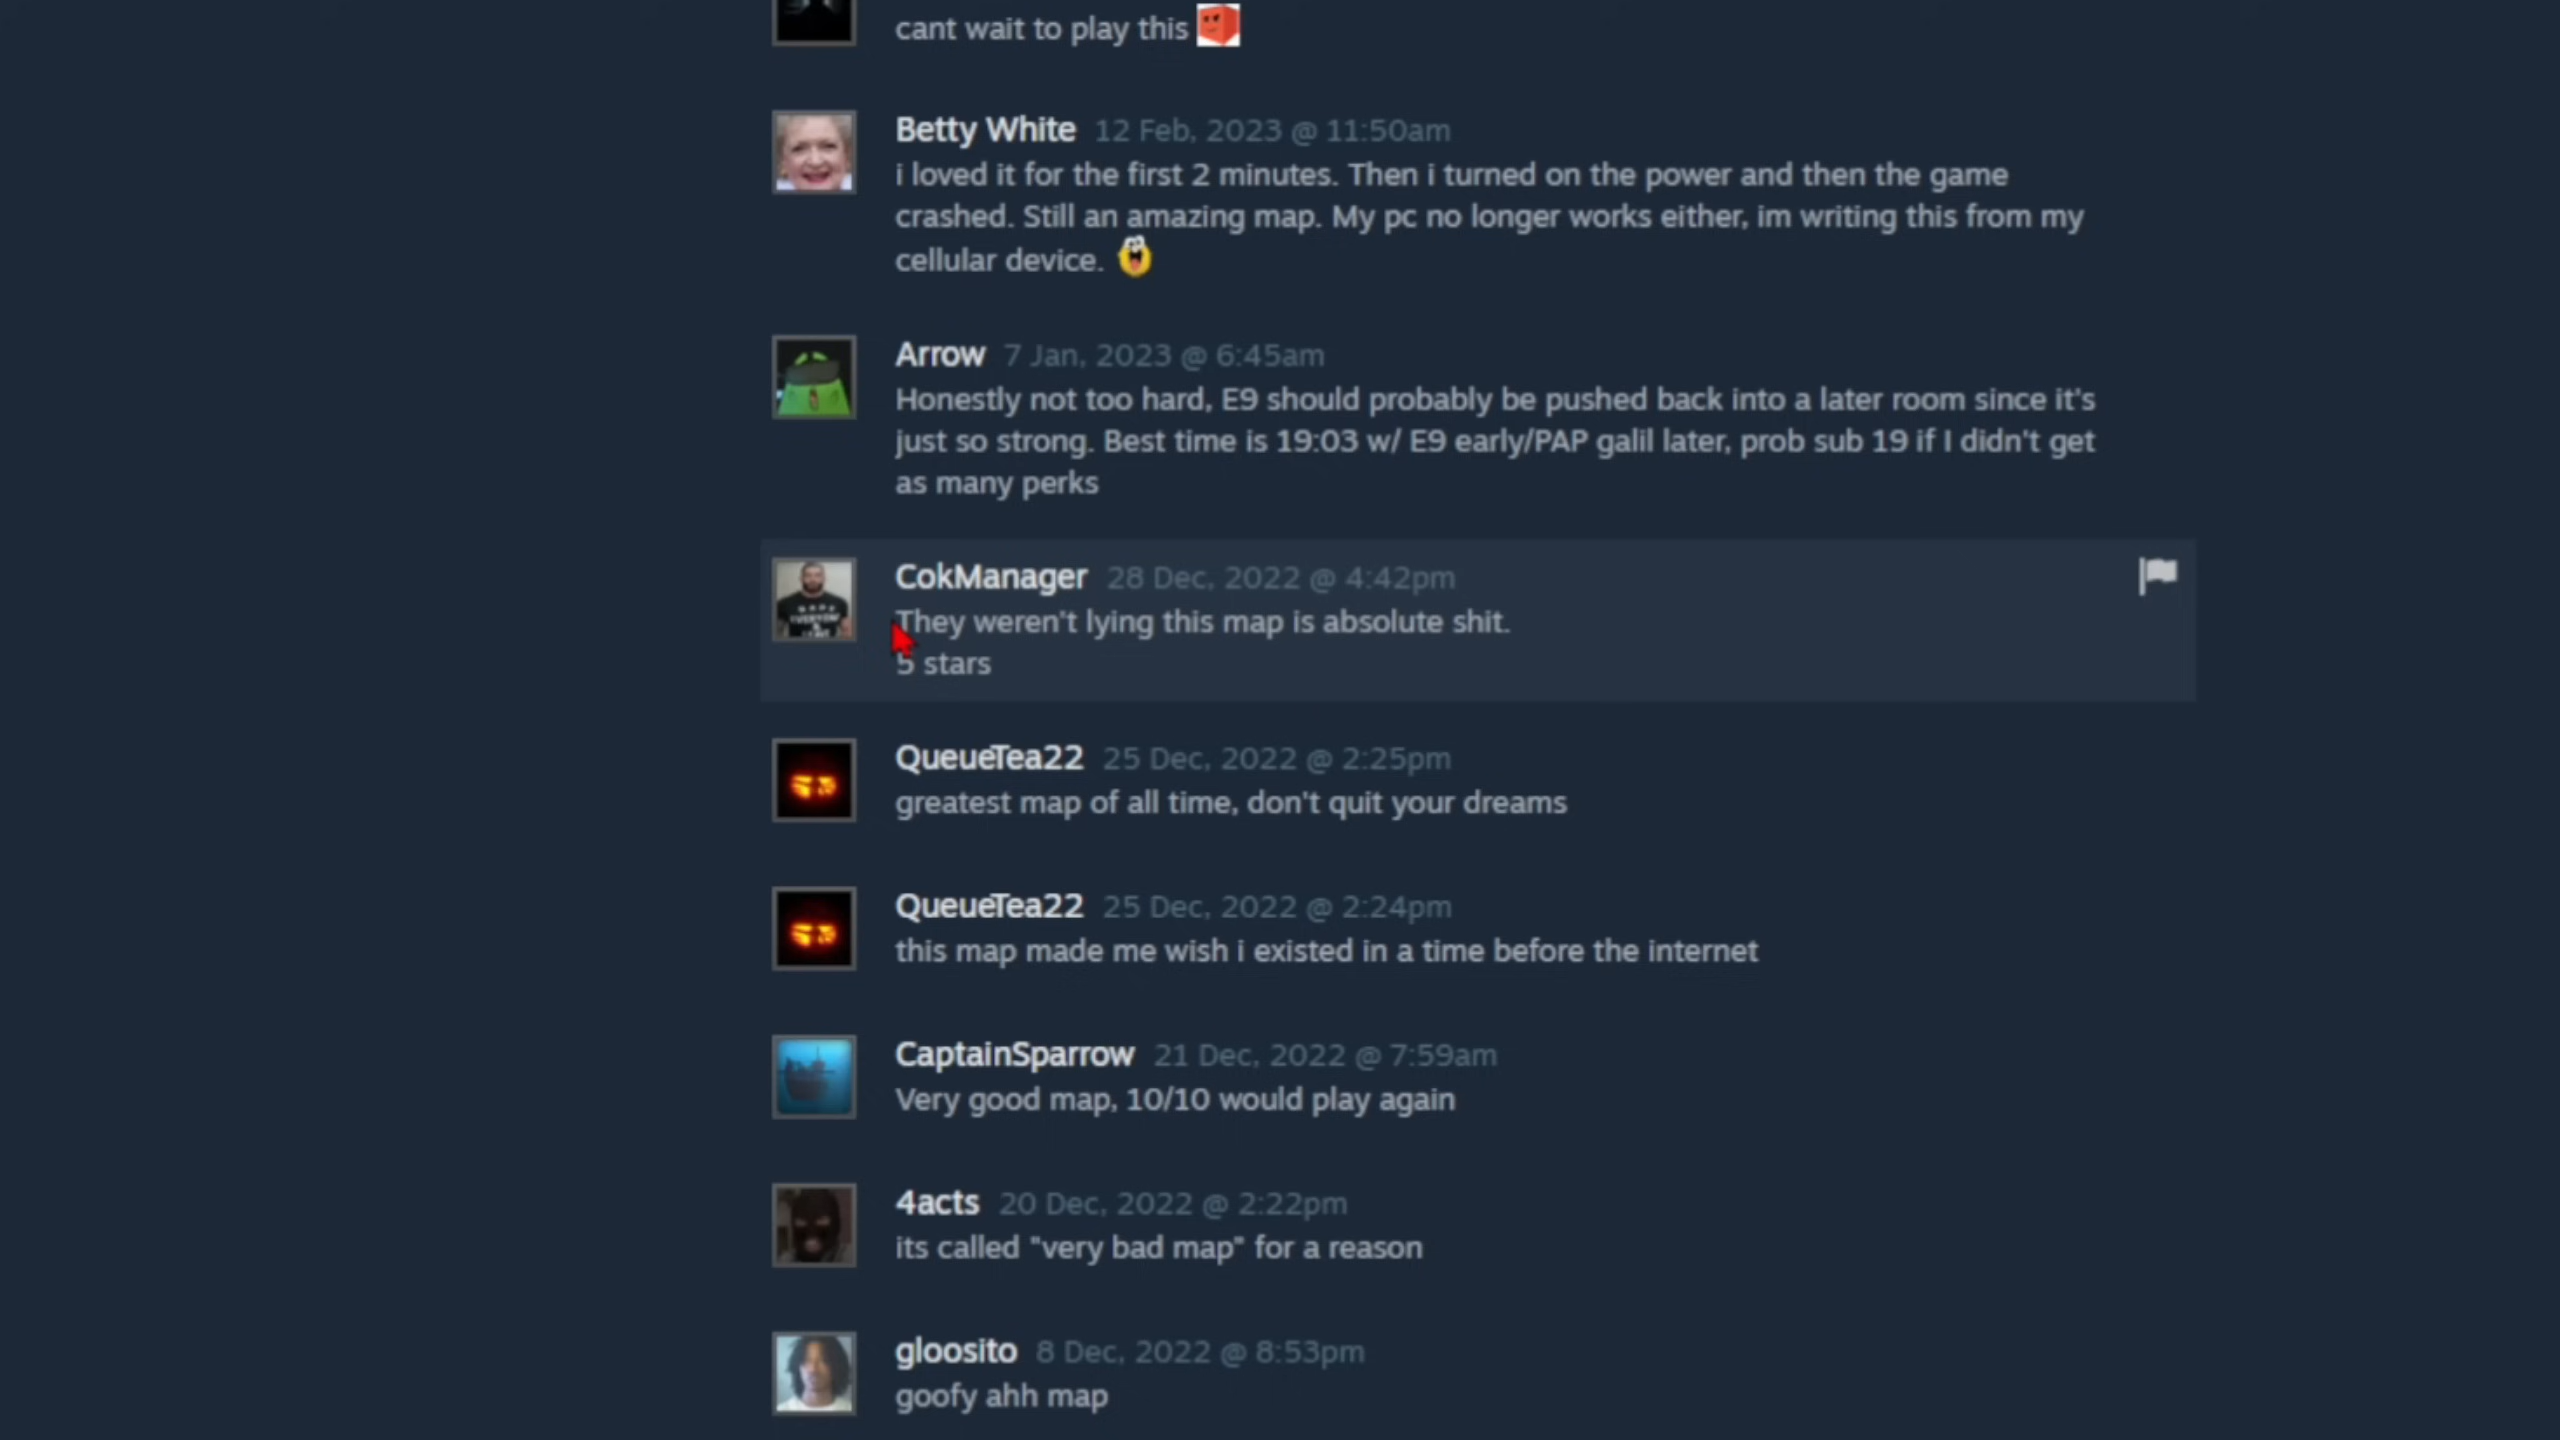 cant wait to play this
Betty White 12 Feb, 2023 @ 11:50am
i loved it for the first 2 minutes. Then i turned on the power and then the game
crashed. Still an amazing map. My pc no longer works either, im writing this from my
cellular device.
Arrow 7 Jan, 2023 @ 6:45am
Honestly not too hard, E9 should probably be pushed back into a later room since it's
just so strong. Best time is 19:03 w/ E9 early/PAP galil later, prob sub 19 if I didn't get
as many perks
CokManager 28 Dec, 2022 @ 4:42pm
They weren't lying this map is absolute shit.
5 stars
QueueTea22 25 Dec, 2022 @ 2:25pm
greatest map of all time, don't quit your dreams
QueueTea22 25 Dec, 2022 @ 2:24pm
this map made me wish i existed in a time before the internet
CaptainSparrow 21 Dec, 2022 @ 7:59am
Very good map, 10/10 would play again
4acts 20 Dec, 2022 @ 2:22pm
its called "very bad map" for a reason
gloosito 8 Dec, 2022 @ 8:53pm
goofy ahh map